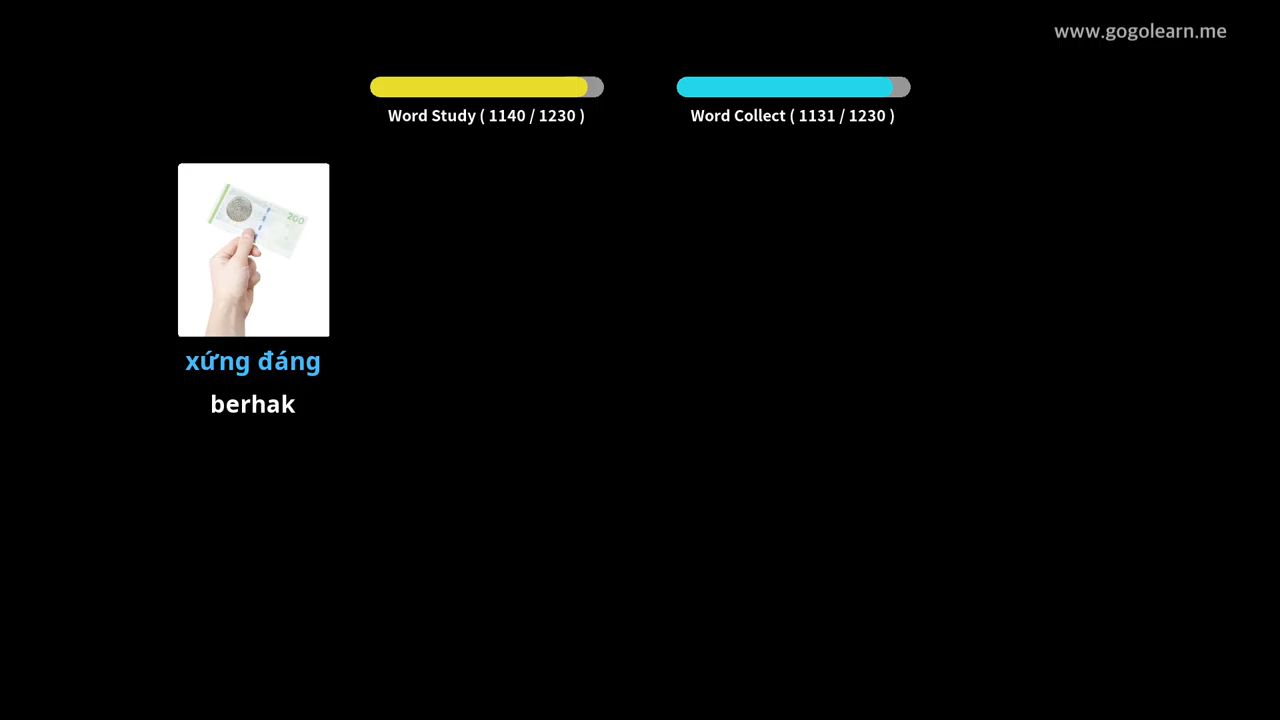 www.gogolearn.me
Word Study ( 1140 / 1230 )
Word Collect ( 1131 / 1230 )
200
xứng đáng
berhak